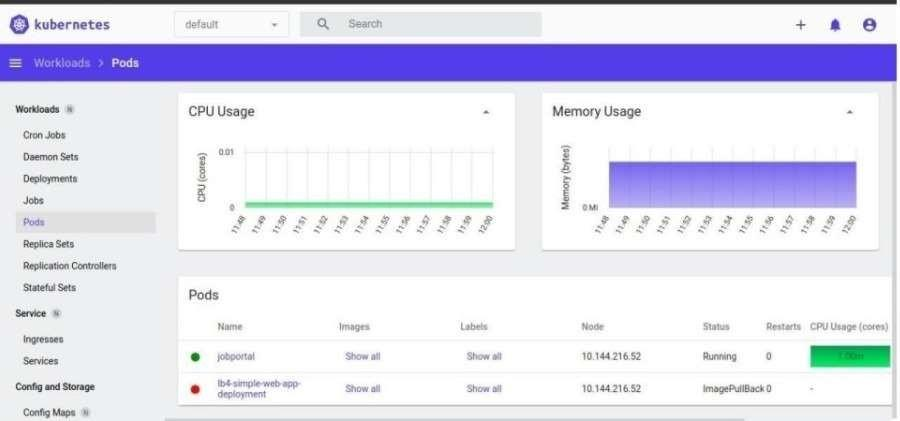 kubernetes
default
Search
Workloads > Pods
Workloads N
Cron Jobs
Daemon Sets
Deployments
Jobs
Pods
Replica Sets
Replication Controllers
Stateful Sets
Service N
Ingresses
Services
Config and Storage
Config Maps N
CPU Usage
CPU (cores)
0.01
0
11:48 11:49 11:50 11:51 11:52 11:53 11:54 11:55 11:56 11:57 11:58 11:59 12:00
Memory Usage
Memory (bytes)
0 Mi
11:48 11:49 11:50 11:51 11:52 11:53 11:54 11:55 11:56 11:57 11:58 11:59 12:00
Pods
Name Images Labels Node Status Restarts CPU Usage (cores)
jobportal Show all Show all 10.144.216.52 Running 0 1.00m
lb4-simple-web-app-
deployment Show all Show all 10.144.216.52 ImagePullBack 0 -